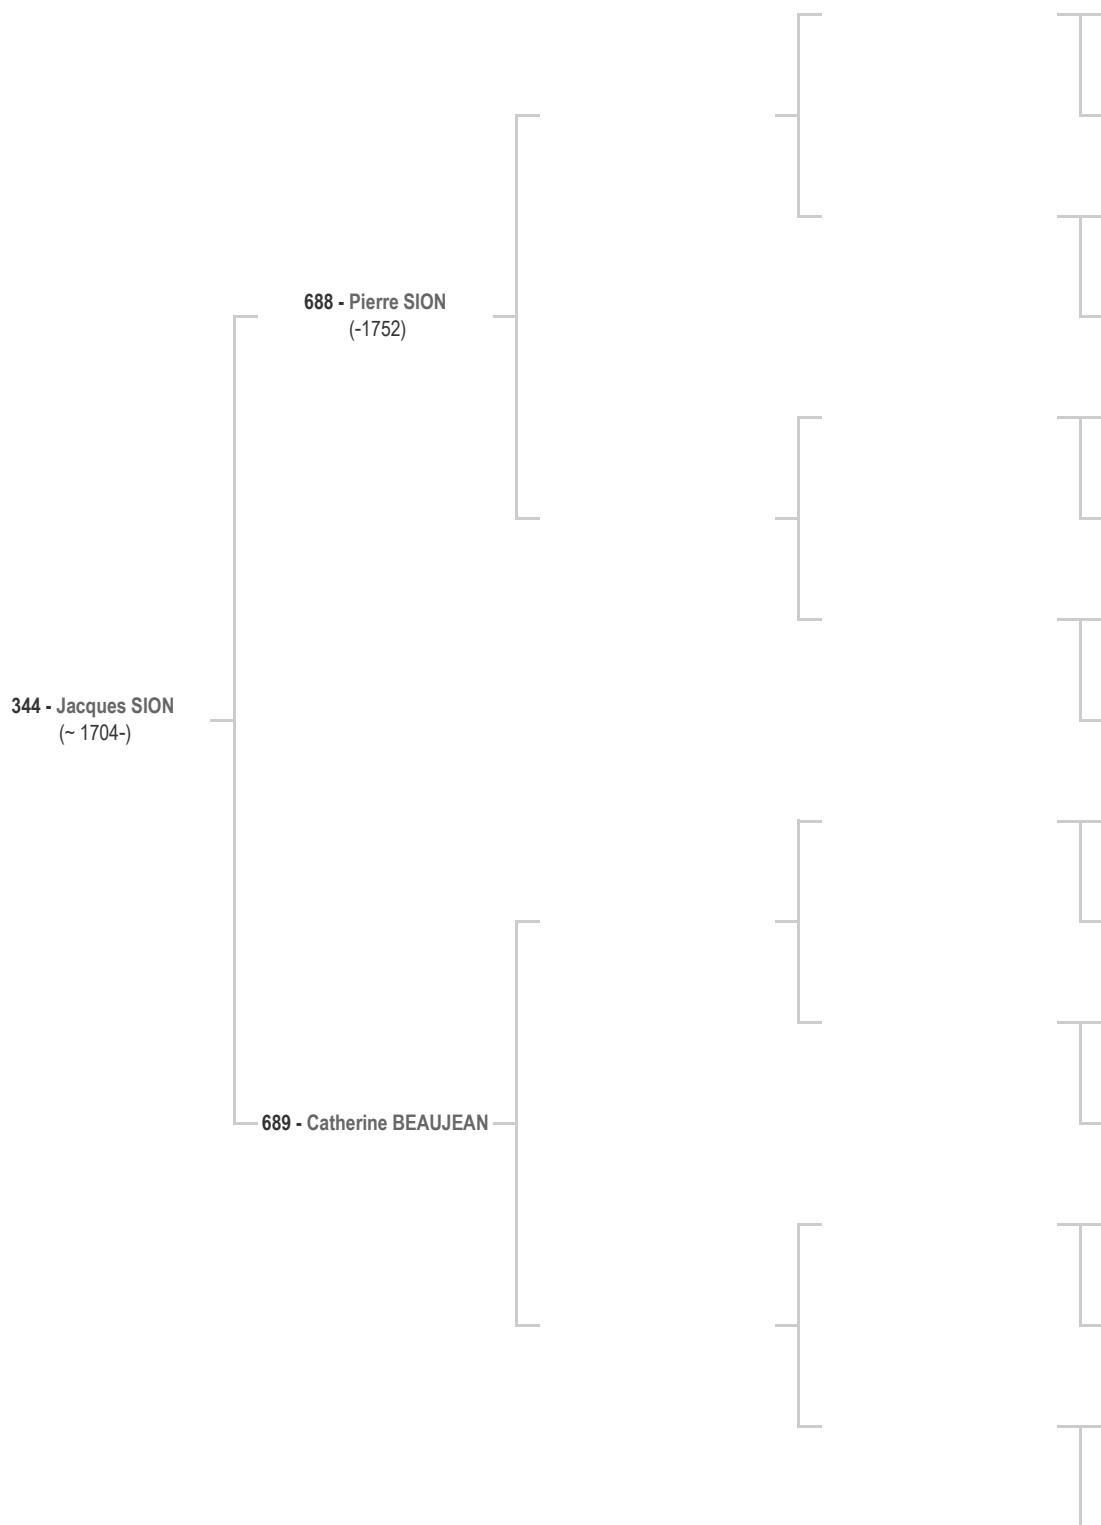 688 - Pierre SION
(-1752)
344 - Jacques SION
(~ 1704-)
689 - Catherine BEAUJEAN